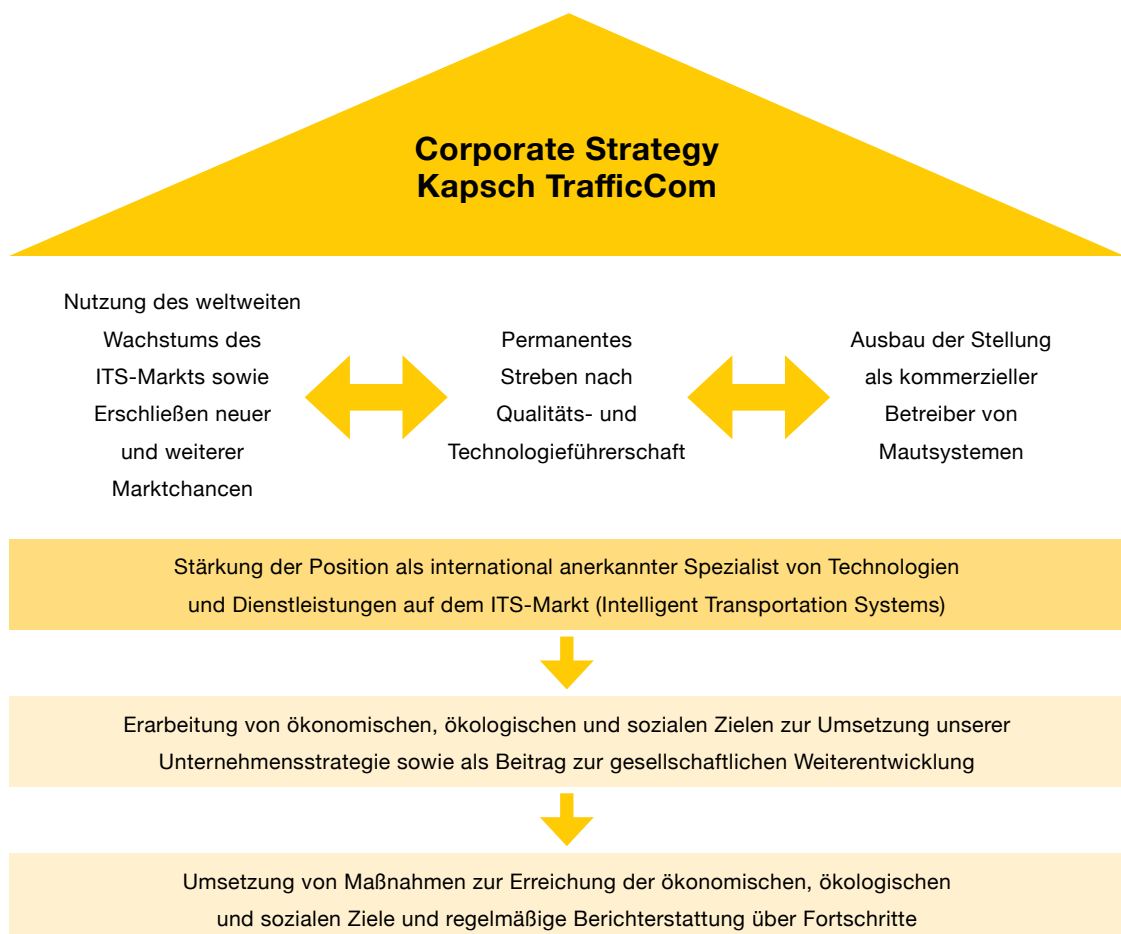 Corporate Strategy
Kapsch TrafficCom
Nutzung des weltweiten
Wachstums des
ITS-Markts sowie
Erschließen neuer
und weiterer
Marktchancen
Permanentes
Streben nach
Qualitäts- und
Technologieführerschaft
Ausbau der Stellung
als kommerzieller
Betreiber von
Mautsystemen
Stärkung der Position als international anerkannter Spezialist von Technologien
und Dienstleistungen auf dem ITS-Markt (Intelligent Transportation Systems)
Erarbeitung von ökonomischen, ökologischen und sozialen Zielen zur Umsetzung unserer
Unternehmensstrategie sowie als Beitrag zur gesellschaftlichen Weiterentwicklung
Umsetzung von Maßnahmen zur Erreichung der ökonomischen, ökologischen
und sozialen Ziele und regelmäßige Berichterstattung über Fortschritte